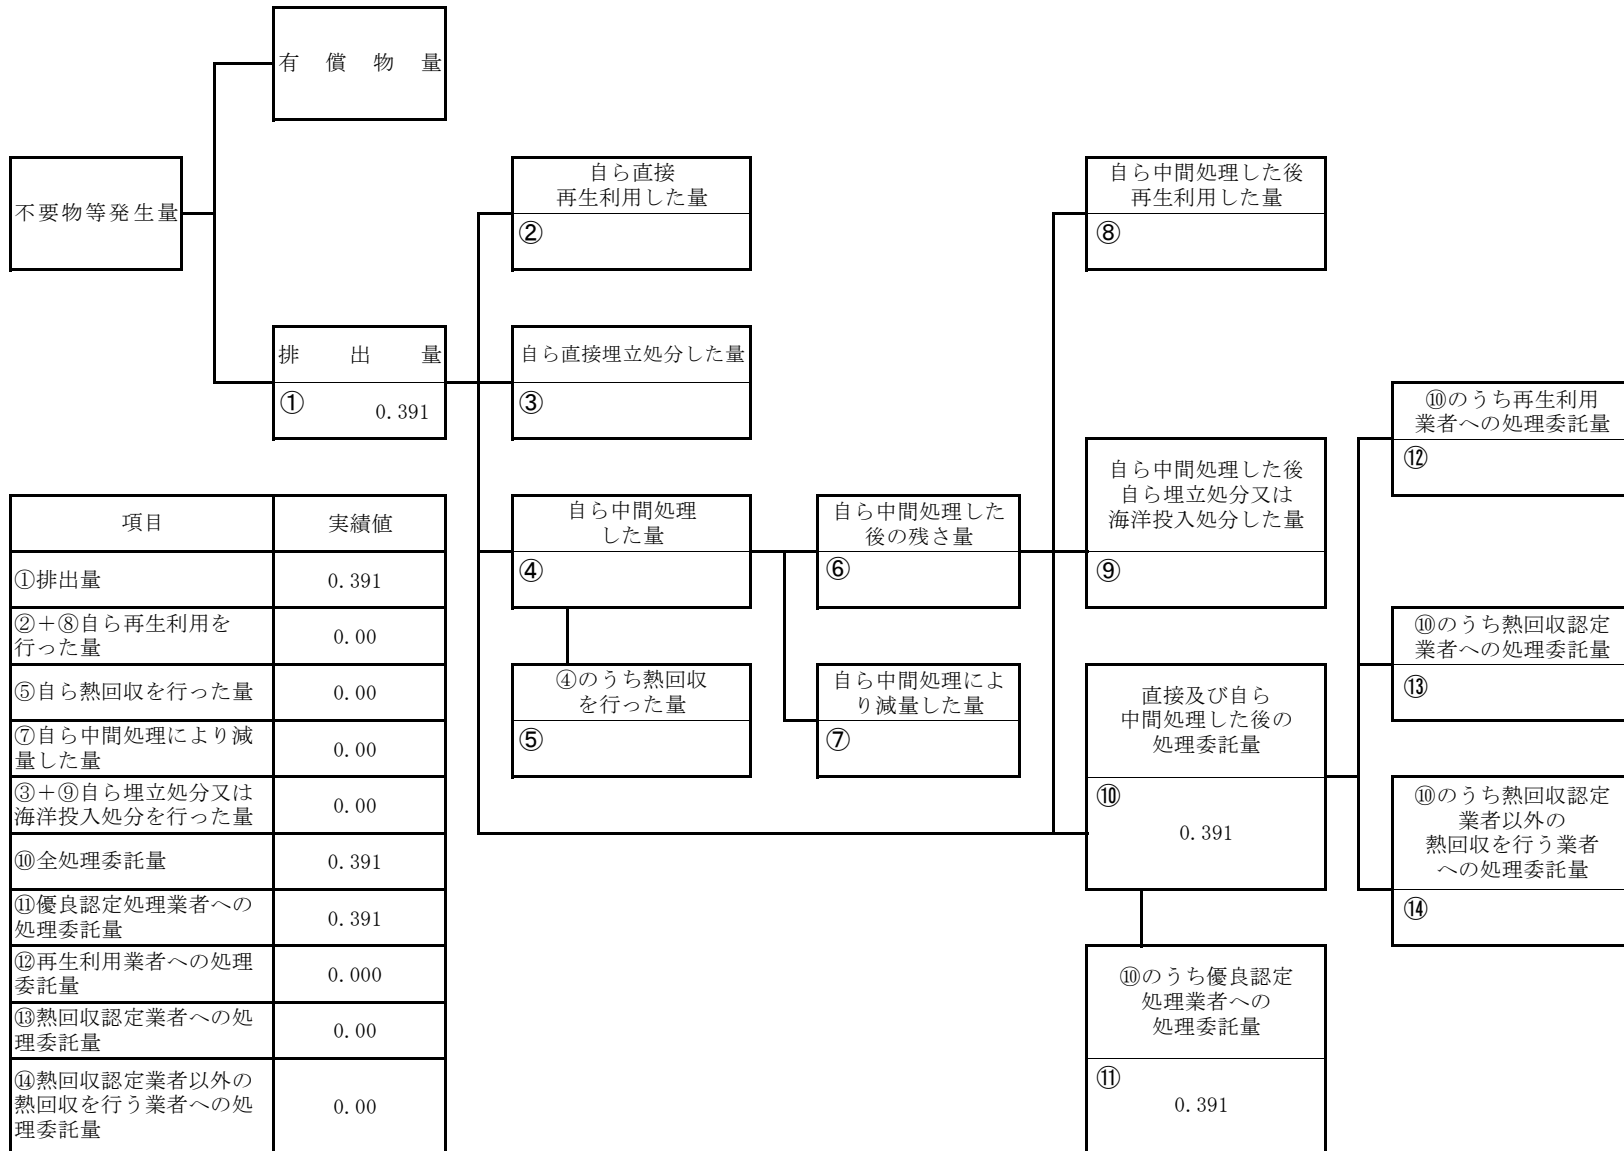 有償物量
不要物等発生量
排出量
①
0.391
自ら直接
再生利用した量
②
自ら直接埋立処分した量
③
自ら中間処理
した量
④
④のうち熱回収
を行った量
⑤
自ら中間処理した
後の残さ量
⑥
自ら中間処理によ
り減量した量
⑦
自ら中間処理した後
再生利用した量
⑧
自ら中間処理した後
自ら埋立処分又は
海洋投入処分した量
⑨
直接及び自ら
中間処理した後の
処理委託量
⑩
0.391
⑩のうち優良認定
処理業者への
処理委託量
⑪
0.391
⑩のうち再生利用
業者への処理委託量
⑫
⑩のうち熱回収認定
業者への処理委託量
⑬
⑩のうち熱回収認定
業者以外の
熱回収を行う業者
への処理委託量
⑭
項目 実績値
①排出量 0.391
②＋⑧自ら再生利用を
行った量 0.00
⑤自ら熱回収を行った量 0.00
⑦自ら中間処理により減
量した量 0.00
③＋⑨自ら埋立処分又は
海洋投入処分を行った量 0.00
⑩全処理委託量 0.391
⑪優良認定処理業者への
処理委託量 0.391
⑫再生利用業者への処理
委託量 0.000
⑬熱回収認定業者への処
理委託量 0.00
⑭熱回収認定業者以外の
熱回収を行う業者への処
理委託量 0.00